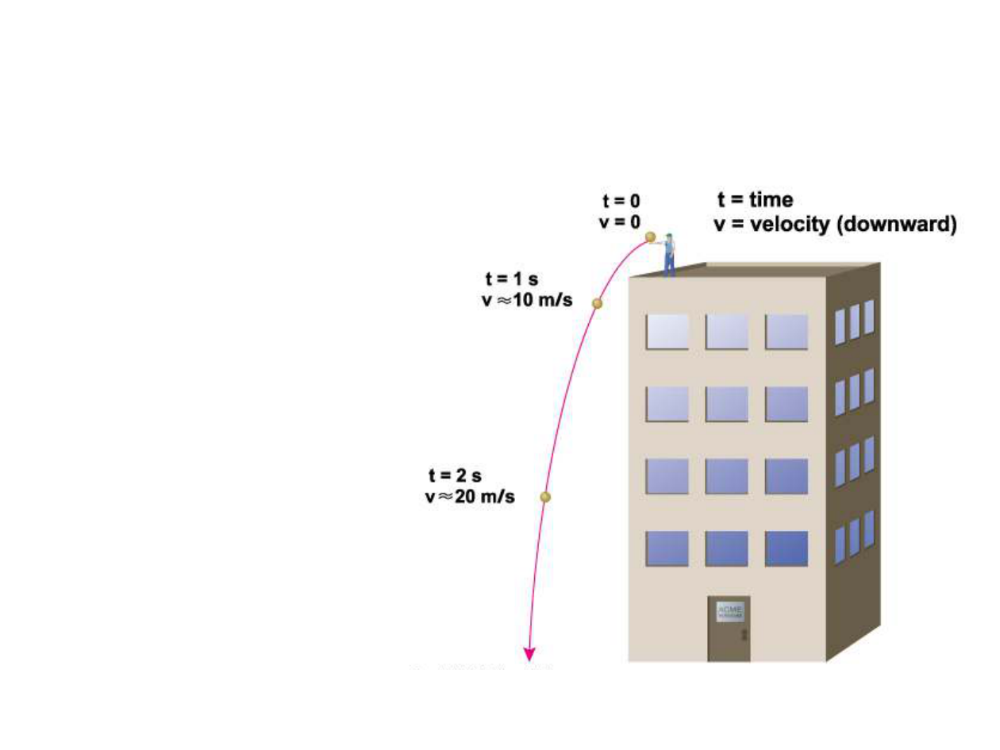 t = 0
v = 0
t = time
v = velocity (downward)
t = 1 s
v ≈10 m/s
t = 2 s
v ≈20 m/s
ACME